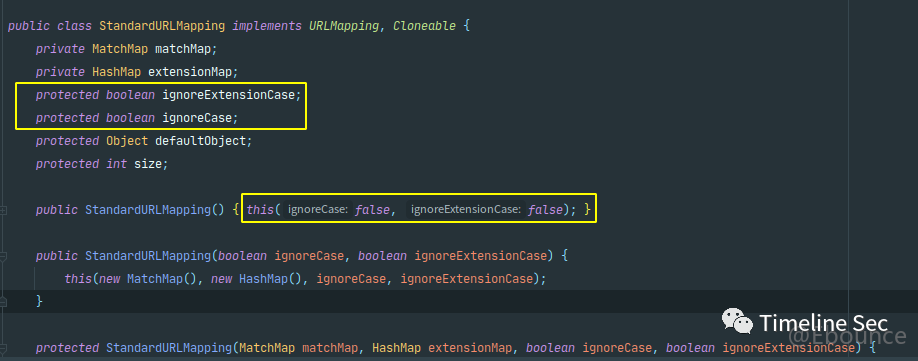 public class StandardURLMapping implements URLMapping, Cloneable {
private MatchMap matchMap;
private HashMap extensionMap;
protected boolean ignoreExtensionCase;
protected boolean ignoreCase;
protected Object defaultObject;
protected int size;
public StandardURLMapping() { this( ignoreCase: false, ignoreExtensionCase: false); }
public StandardURLMapping(boolean ignoreCase, boolean ignoreExtensionCase) {
this(new MatchMap(), new HashMap(), ignoreCase, ignoreExtensionCase);
}
Timeline Sec
@Ebounce
protected StandardURLMapping(MatchMap matchMap, HashMap extensionMap, boolean ignoreCase, boolean ignoreExtensionCase) {